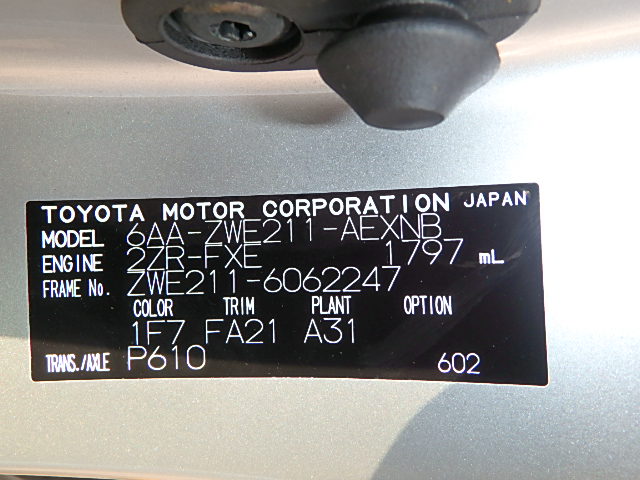 TOYOTA MOTOR CORPORATION JAPAN
MODEL 6AA-ZWE211-AEXNB
ENGINE 2ZR-FXE 1797 mL
FRAME No. ZWE211-6062247
COLOR TRIM PLANT OPTION
1F7 FA21 A31
TRANS./AXLE P610 602